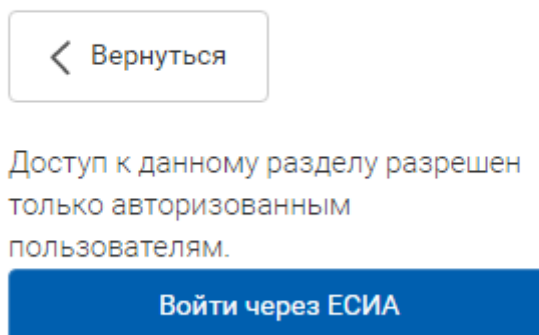 Вернуться
Доступ к данному разделу разрешен
только авторизованным
пользователям.
Войти через ЕСИА